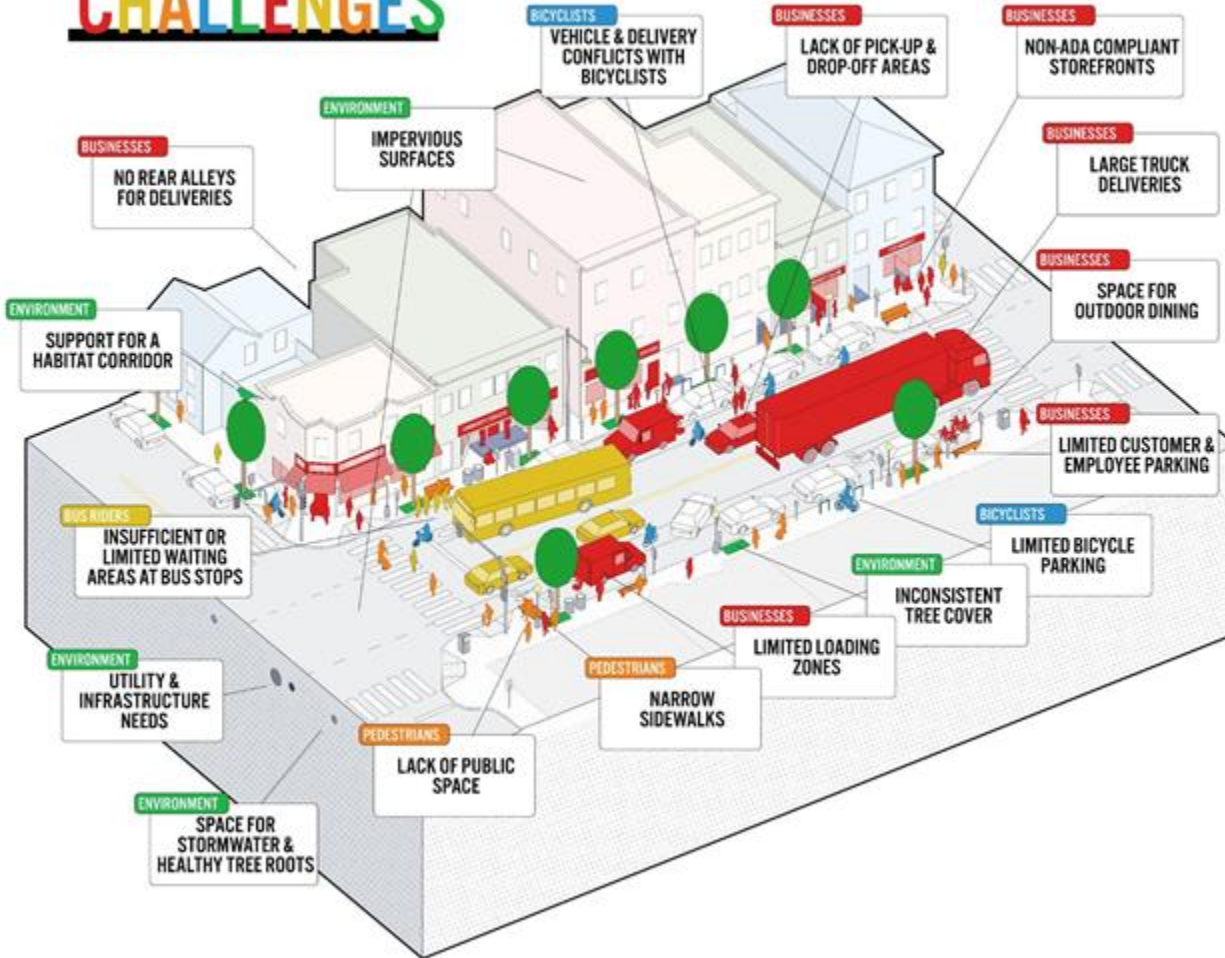 CHALLENGES
BICYCLISTS
VEHICLE & DELIVERY
CONFLICTS WITH
BICYCLISTS
BUSINESSES
LACK OF PICK-UP &
DROP-OFF AREAS
BUSINESSES
NON-ADA COMPLIANT
STOREFRONTS
ENVIRONMENT
IMPERVIOUS
SURFACES
BUSINESSES
NO REAR ALLEYS
FOR DELIVERIES
BUSINESSES
LARGE TRUCK
DELIVERIES
BUSINESSES
SPACE FOR
OUTDOOR DINING
ENVIRONMENT
SUPPORT FOR A
HABITAT CORRIDOR
BUSINESSES
LIMITED CUSTOMER &
EMPLOYEE PARKING
BUS RIDERS
INSUFFICIENT OR
LIMITED WAITING
AREAS AT BUS STOPS
BICYCLISTS
LIMITED BICYCLE
PARKING
ENVIRONMENT
INCONSISTENT
TREE COVER
BUSINESSES
LIMITED LOADING
ZONES
PEDESTRIANS
NARROW
SIDEWALKS
ENVIRONMENT
UTILITY &
INFRASTRUCTURE
NEEDS
PEDESTRIANS
LACK OF PUBLIC
SPACE
ENVIRONMENT
SPACE FOR
STORMWATER &
HEALTHY TREE ROOTS